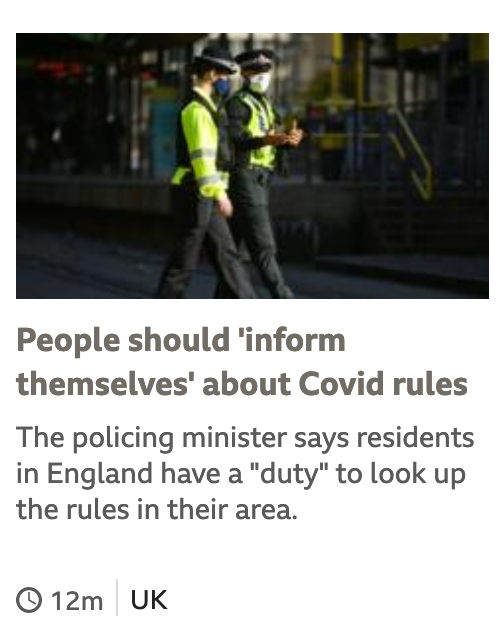 People should 'inform
themselves' about Covid rules
The policing minister says residents
in England have a "duty" to look up
the rules in their area.
12m
UK